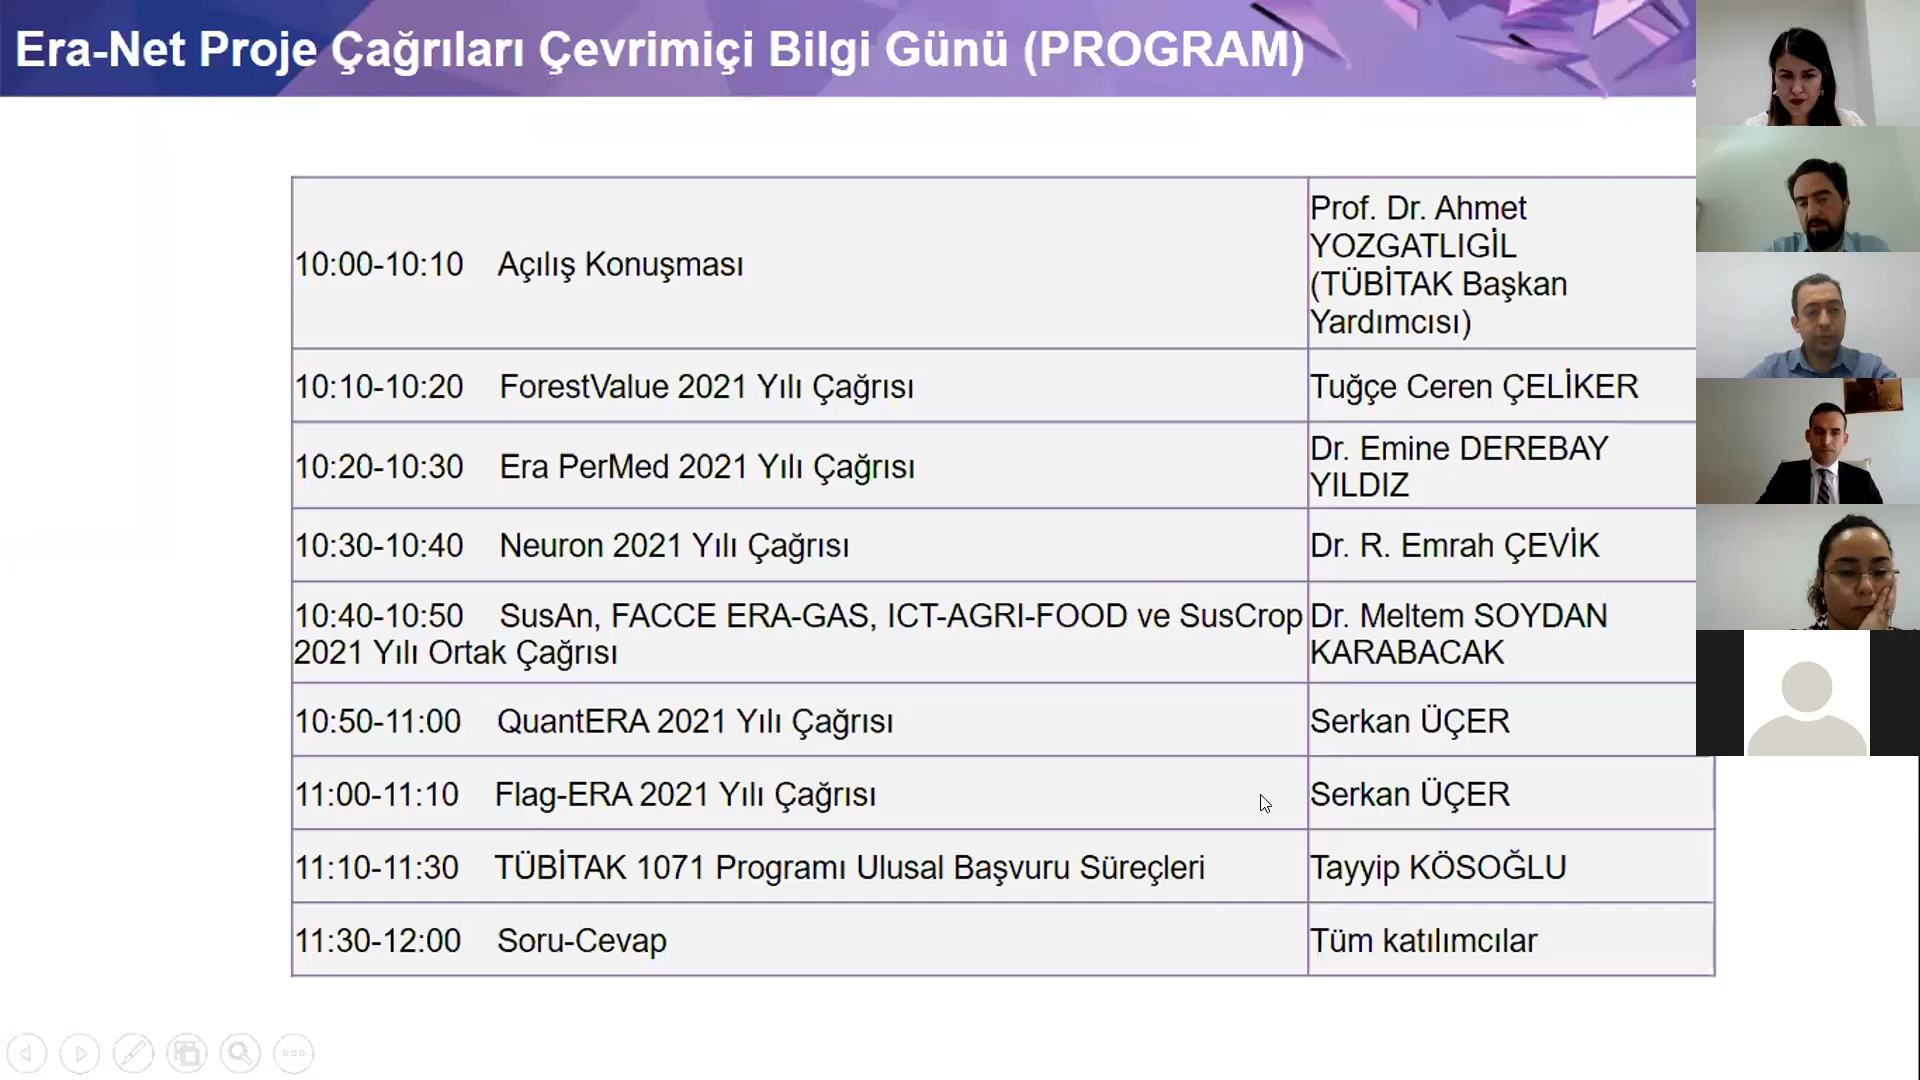 Era-Net Proje Çağrıları Çevrimiçi Bilgi Günü (PROGRAM)
10:00-10:10 Açılış Konuşması
Prof. Dr. Ahmet
YOZGATLIGİL
(TÜBİTAK Başkan
Yardımcısı)
10:10-10:20 ForestValue 2021 Yılı Çağrısı
Tuğçe Ceren ÇELİKER
10:20-10:30 Era PerMed 2021 Yılı Çağrısı
Dr. Emine DEREBAY
YILDIZ
10:30-10:40 Neuron 2021 Yılı Çağrısı
Dr. R. Emrah ÇEVİK
10:40-10:50 SusAn, FACCE ERA-GAS, ICT-AGRI-FOOD ve SusCrop
2021 Yılı Ortak Çağrısı
Dr. Meltem SOYDAN
KARABACAK
10:50-11:00 QuantERA 2021 Yılı Çağrısı
Serkan ÜÇER
11:00-11:10 Flag-ERA 2021 Yılı Çağrısı
Serkan ÜÇER
11:10-11:30 TÜBİTAK 1071 Programı Ulusal Başvuru Süreçleri
Tayyip KÖSOĞLU
11:30-12:00 Soru-Cevap
Tüm katılımcılar